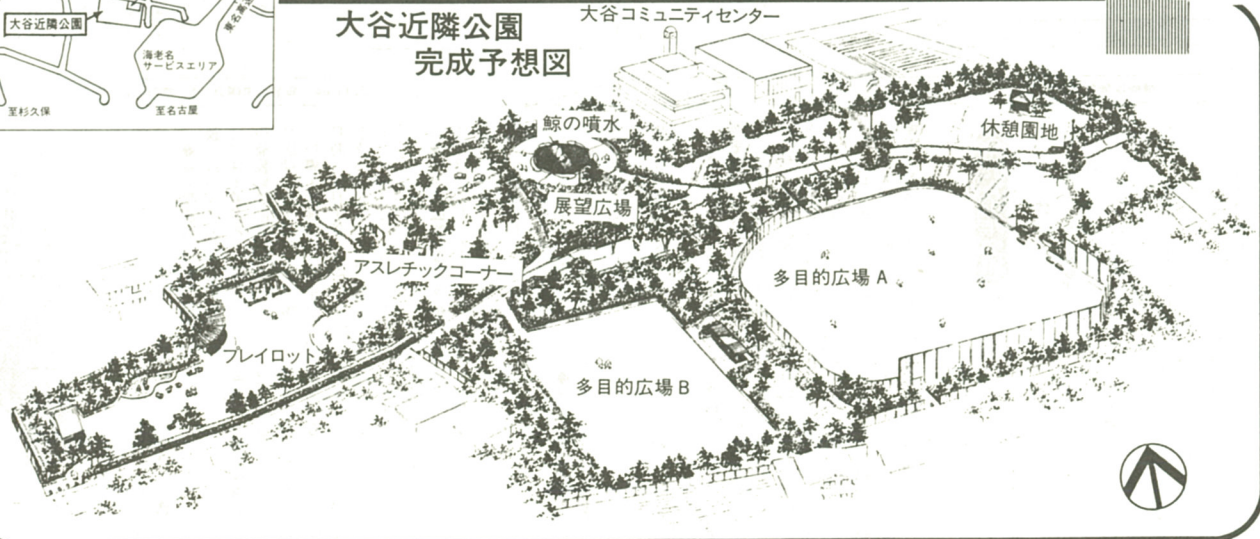 大谷近隣公園
東名高速
海老名
サービスエリア
至杉久保
至名古屋
大谷近隣公園
完成予想図
大谷コミュニティセンター
鯨の噴水
休憩園地
展望広場
アスレチックコーナー
多目的広場 A
プレイロット
多目的広場 B